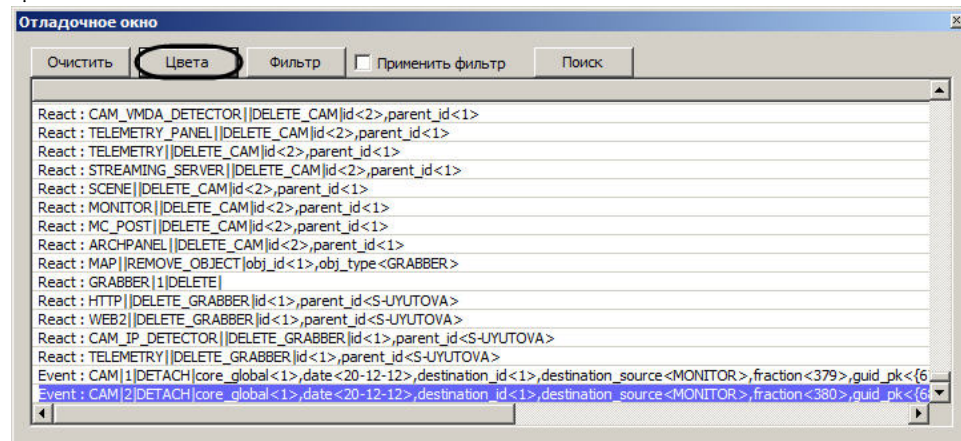 Отладочное окно
Очистить Цвета Фильтр Применить фильтр Поиск
React : CAM_VMDA_DETECTOR||DELETE_CAM|id<2>,parent_id<1>
React : TELEMETRY_PANEL||DELETE_CAM|id<2>,parent_id<1>
React : TELEMETRY||DELETE_CAM|id<2>,parent_id<1>
React : STREAMING_SERVER||DELETE_CAM|id<2>,parent_id<1>
React : SCENE||DELETE_CAM|id<2>,parent_id<1>
React : MONITOR||DELETE_CAM|id<2>,parent_id<1>
React : MC_POST||DELETE_CAM|id<2>,parent_id<1>
React : ARCHPANEL||DELETE_CAM|id<2>,parent_id<1>
React : MAP||REMOVE_OBJECT|obj_id<1>,obj_type<GRABBER>
React : GRABBER|1|DELETE|
React : HTTP||DELETE_GRABBER|id<1>,parent_id<S-UYUTOVA>
React : WEB2||DELETE_GRABBER|id<1>,parent_id<S-UYUTOVA>
React : CAM_IP_DETECTOR||DELETE_GRABBER|id<1>,parent_id<S-UYUTOVA>
React : TELEMETRY||DELETE_GRABBER|id<1>,parent_id<S-UYUTOVA>
Event : CAM|1|DETACH|core_global<1>,date<20-12-12>,destination_id<1>,destination_source<MONITOR>,fraction<379>,guid_pk<{6
Event : CAM|2|DETACH|core_global<1>,date<20-12-12>,destination_id<1>,destination_source<MONITOR>,fraction<380>,guid_pk<{6